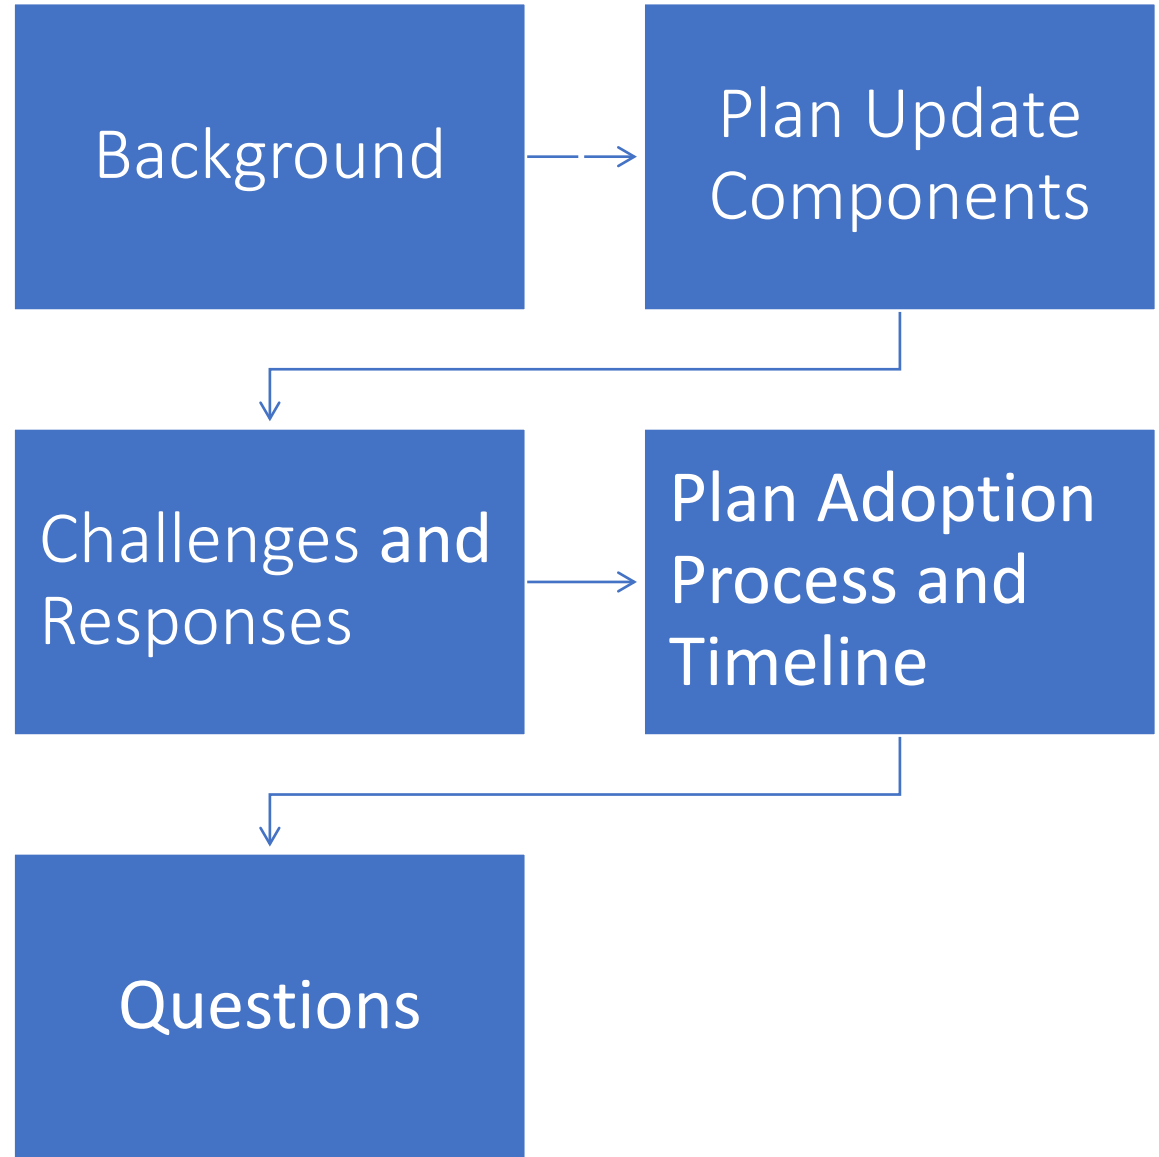 Background
Plan Update
Components
Challenges and
Responses
Plan Adoption
Process and
Timeline
Questions